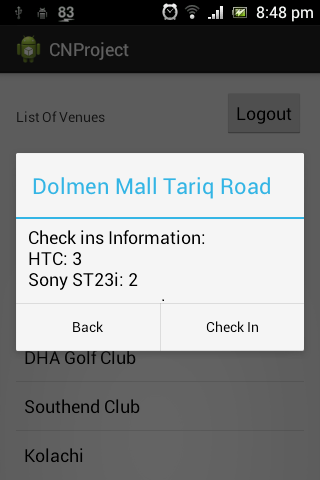 83 8:48 pm
CNProject
List Of Venues Logout
Dolmen Mall Tariq Road
Check ins Information:
HTC: 3
Sony ST23i: 2
.
Back Check In
DHA Golf Club
Southend Club
Kolachi